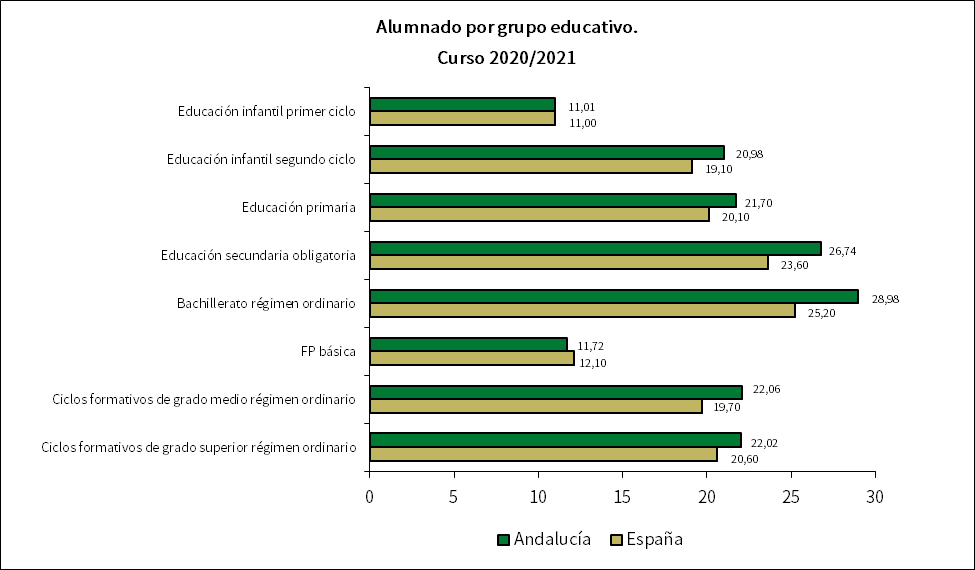 Alumnado por grupo educativo.
Curso 2020/2021
Educación infantil primer ciclo
11,01
11,00
Educación infantil segundo ciclo
20,98
19,10
Educación primaria
21,70
20,10
Educación secundaria obligatoria
26,74
23,60
Bachillerato régimen ordinario
28,98
25,20
FP básica
11,72
12,10
Ciclos formativos de grado medio régimen ordinario
22,06
19,70
Ciclos formativos de grado superior régimen ordinario
22,02
20,60
0 5 10 15 20 25 30
Andalucía España